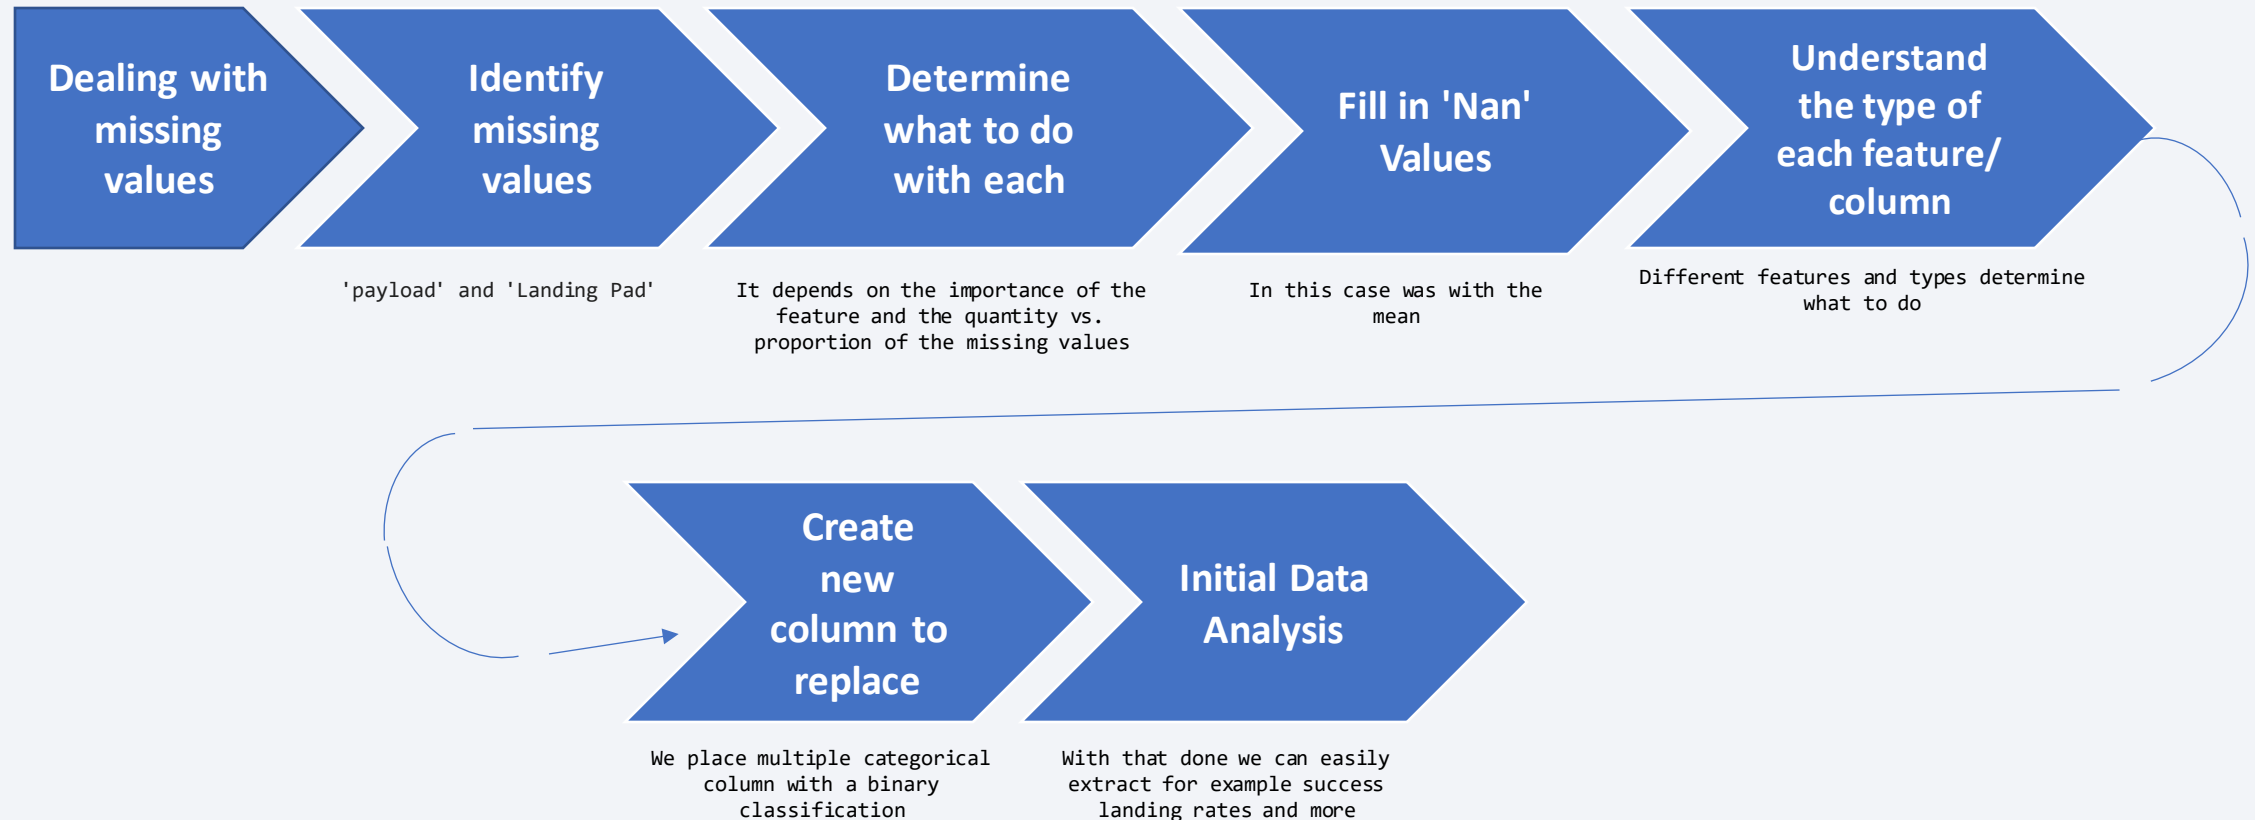 Dealing with
missing
values
Identify
missing
values
'payload' and 'Landing Pad'
Determine
what to do
with each
It depends on the importance of the
feature and the quantity vs.
proportion of the missing values
Fill in 'Nan'
Values
In this case was with the
mean
Understand
the type of
each feature/
column
Different features and types determine
what to do
Create
new
column to
replace
We place multiple categorical
column with a binary
classification
Initial Data
Analysis
With that done we can easily
extract for example success
landing rates and more